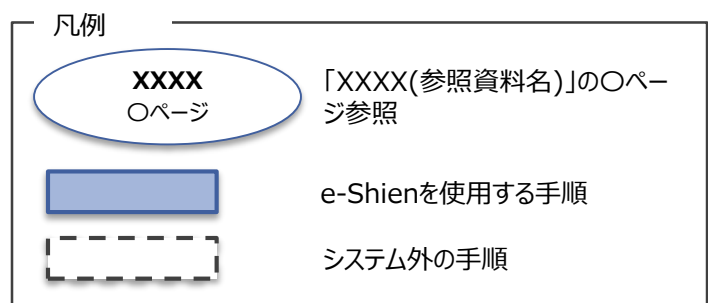 凡例
XXXX
〇ページ
「XXXX(参照資料名)」の〇ペー
ジ参照
e-Shienを使用する手順
システム外の手順